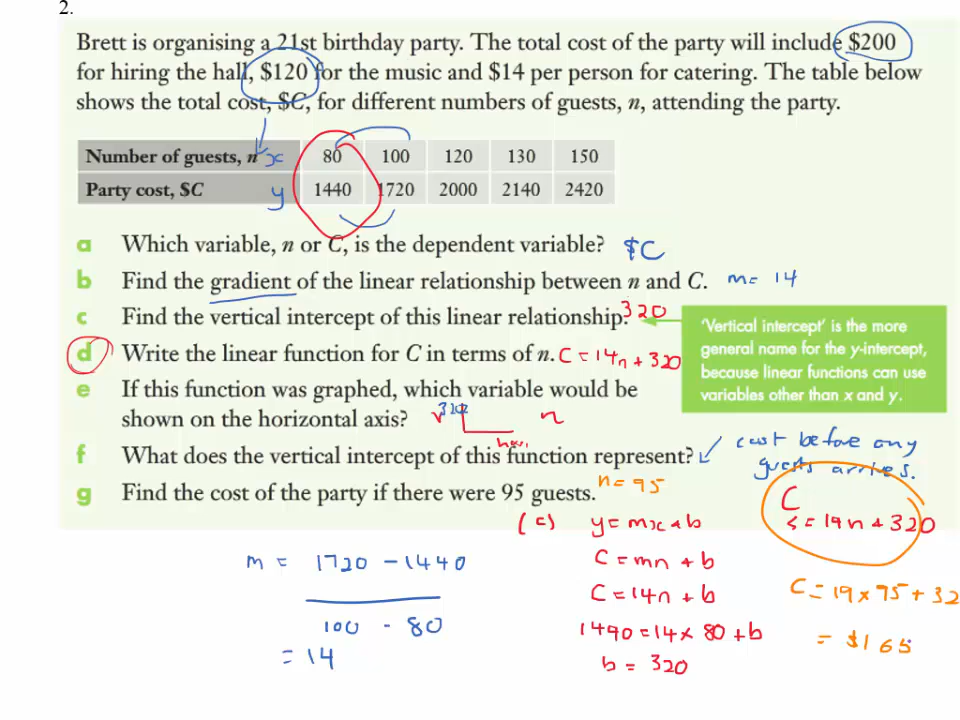 2.
Brett is organising a 21st birthday party. The total cost of the party will include $200
for hiring the hall, $120 for the music and $14 per person for catering. The table below
shows the total cost, $C, for different numbers of guests, n, attending the party.
Number of guests, n x 80 100 120 130 150
Party cost, $C y 1440 1720 2000 2140 2420
a Which variable, n or C, is the dependent variable? $C
b Find the gradient of the linear relationship between n and C. m= 14
c Find the vertical intercept of this linear relationship. 320
'Vertical intercept' is the more
general name for the y-intercept,
because linear functions can use
variables other than x and y.
d Write the linear function for C in terms of n. C = 14n + 320
e If this function was graphed, which variable would be
shown on the horizontal axis? v 320 n
f What does the vertical intercept of this function represent? cost before any
guests arrives.
g Find the cost of the party if there were 95 guests. n = 95
m = 1720 - 1440
100 - 80
= 14
(c) y = mx + b
C = mn + b
C = 14n + b
1440 = 14 x 80 + b
b = 320
C
= 14n + 320
C = 14 x 95 + 32
= $165